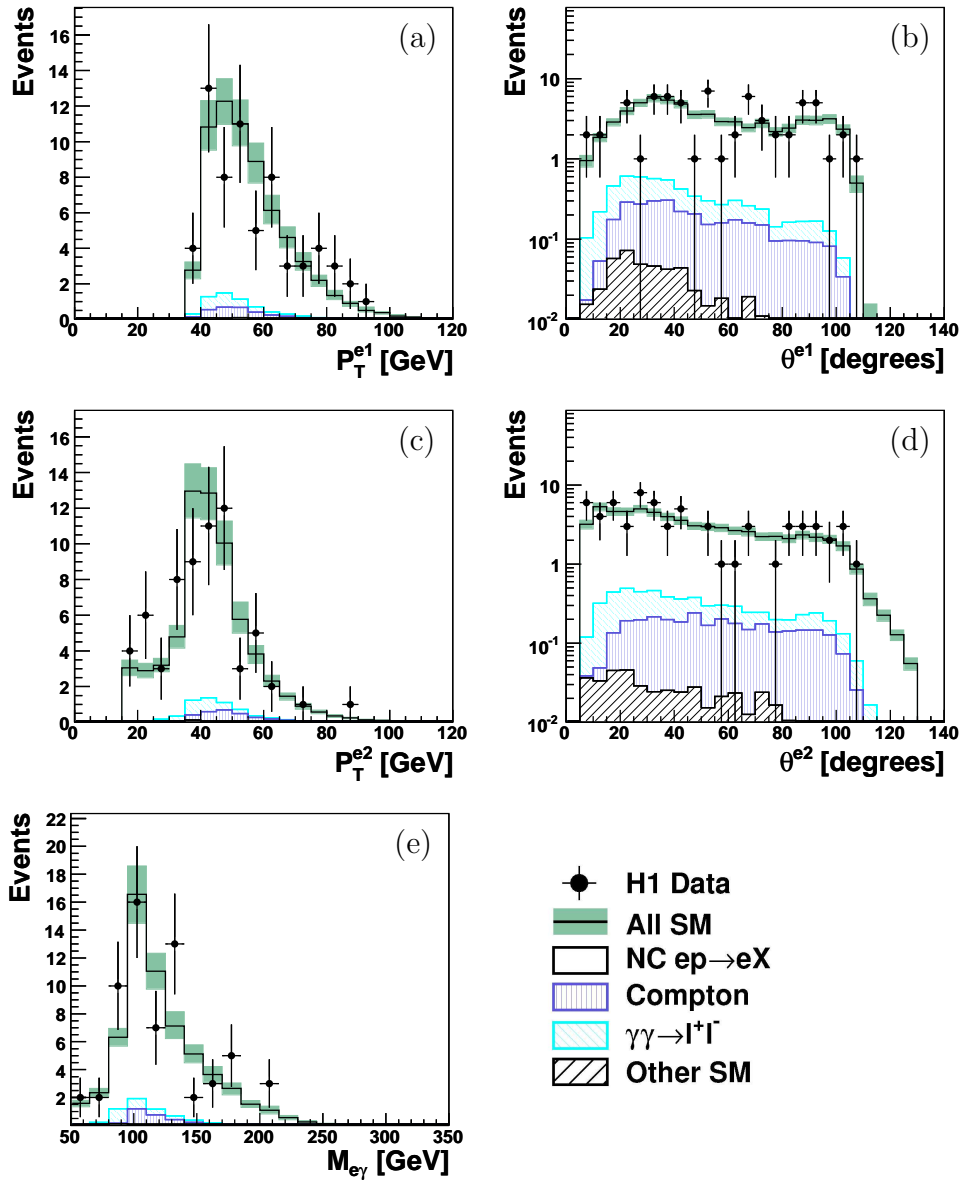 (a)
Events
16
14
12
10
8
6
4
2
0
0 20 40 60 80 100 120
P_T^e1 [GeV]
(b)
Events
10
1
10^-1
10^-2
0 20 40 60 80 100 120 140
θ^e1 [degrees]
(c)
Events
16
14
12
10
8
6
4
2
0
0 20 40 60 80 100 120
P_T^e2 [GeV]
(d)
Events
10
1
10^-1
10^-2
0 20 40 60 80 100 120 140
θ^e2 [degrees]
(e)
Events
22
20
18
16
14
12
10
8
6
4
2
50 100 150 200 250 300 350
M_eγ [GeV]
H1 Data
All SM
NC ep→eX
Compton
γγ→l^+l^-
Other SM